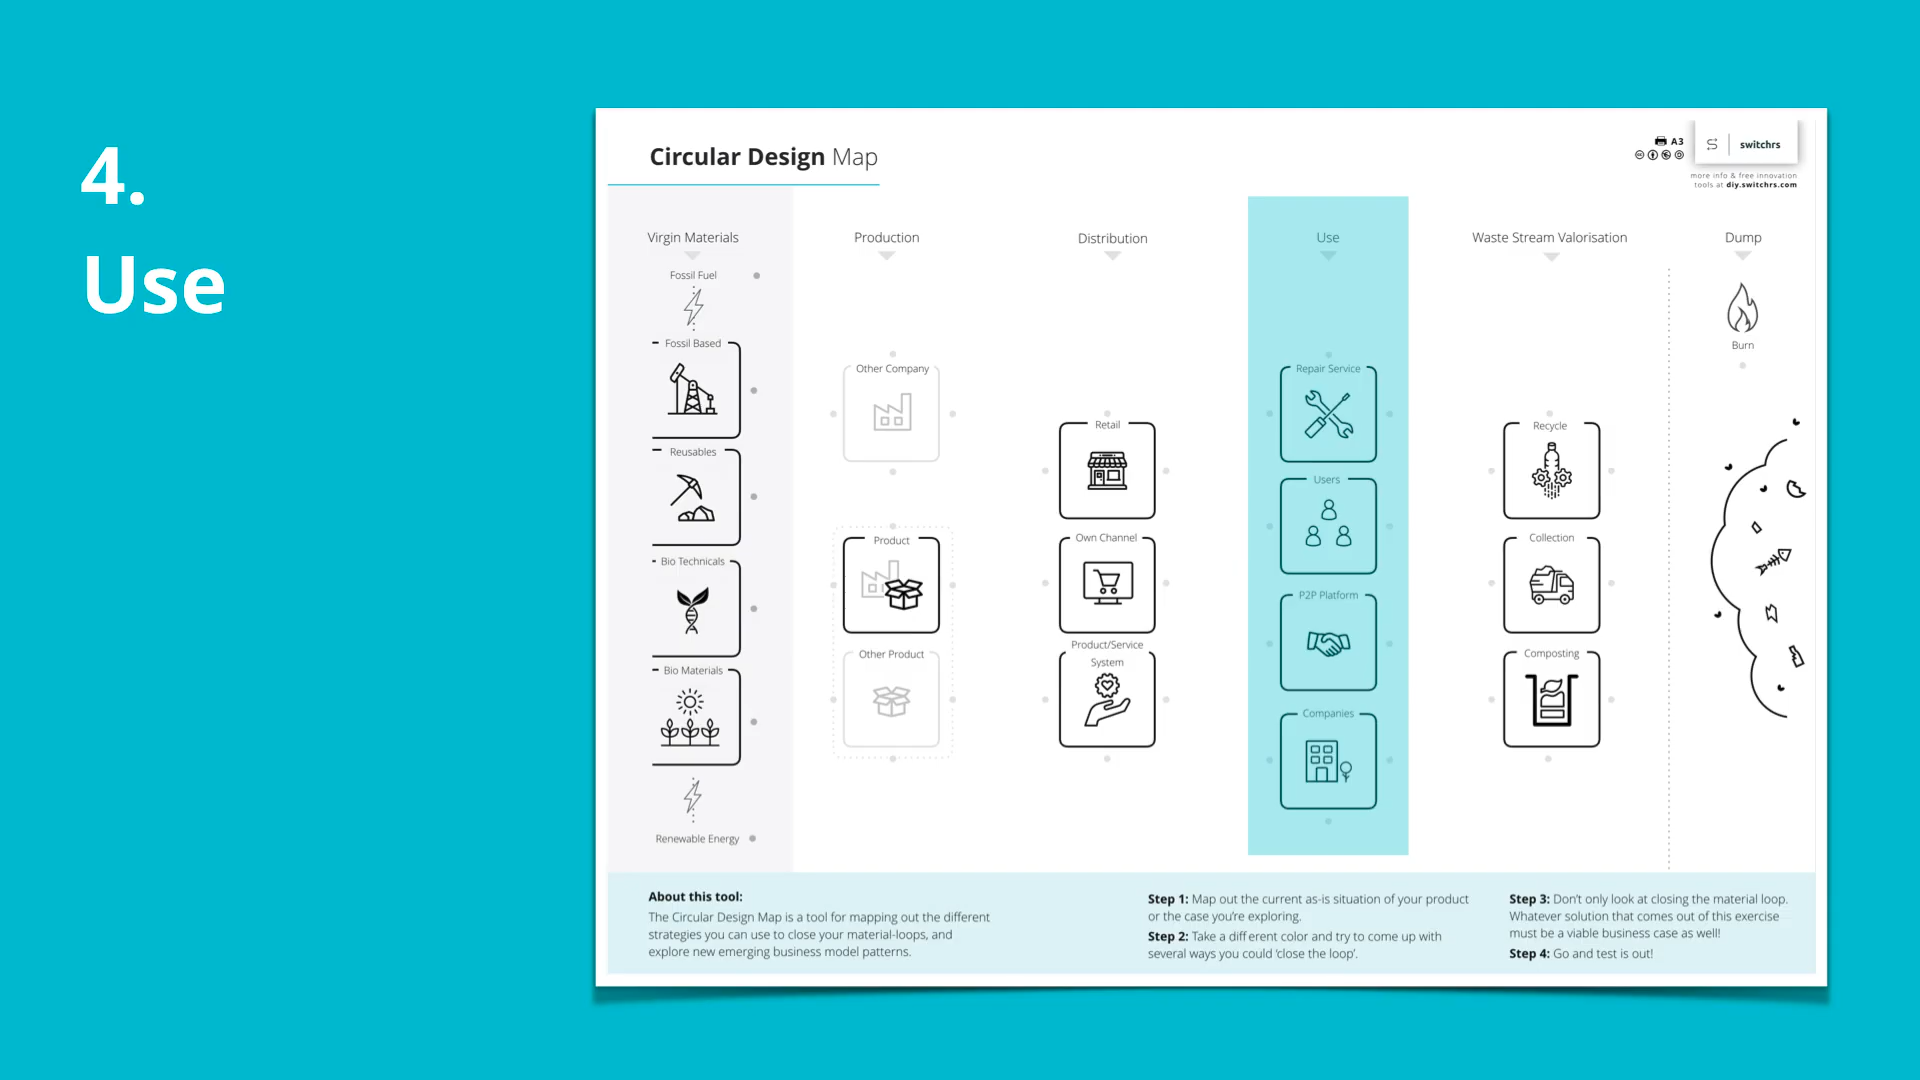 4.
Use
Circular Design Map
A3
switchrs
more info & free innovation
tools at diy.switchrs.com
Virgin Materials
Production
Distribution
Use
Waste Stream Valorisation
Dump
Fossil Fuel
Fossil Based
Reusables
Bio Technicals
Bio Materials
Renewable Energy
Other Company
Product
Other Product
Retail
Own Channel
Product/Service
System
Repair Service
Users
P2P Platform
Companies
Recycle
Collection
Composting
Burn
About this tool:
The Circular Design Map is a tool for mapping out the different
strategies you can use to close your material-loops, and
explore new emerging business model patterns.
Step 1: Map out the current as-is situation of your product
or the case you're exploring.
Step 2: Take a different color and try to come up with
several ways you could 'close the loop'.
Step 3: Don't only look at closing the material loop.
Whatever solution that comes out of this exercise
must be a viable business case as well!
Step 4: Go and test is out!